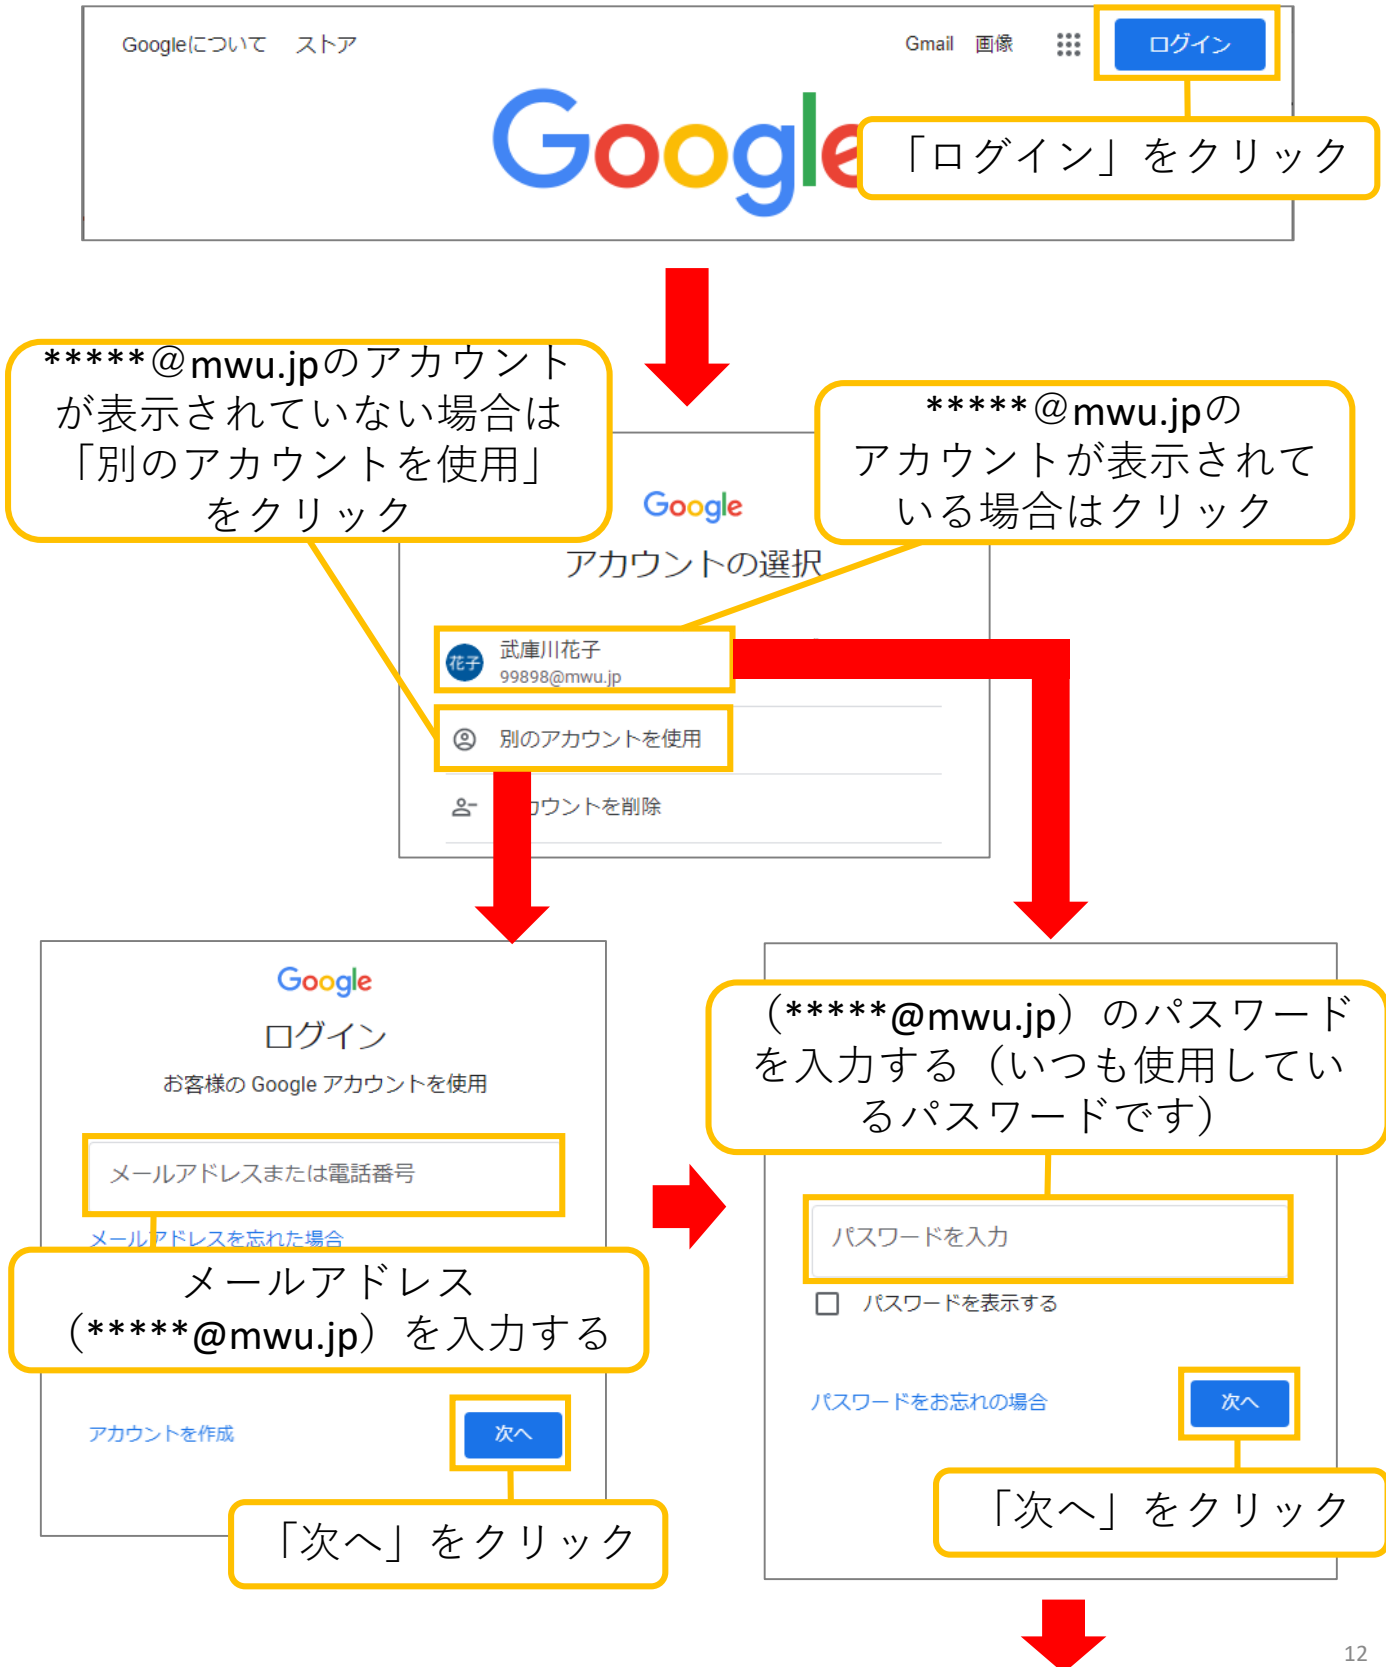 Googleについて ストア Gmail 画像 ログイン
Google
「ログイン」をクリック
*****@mwu.jpのアカウント
が表示されていない場合は
「別のアカウントを使用」
をクリック
*****@mwu.jpの
アカウントが表示されて
いる場合はクリック
Google
アカウントの選択
花子 武庫川花子
99898@mwu.jp
別のアカウントを使用
カウントを削除
Google
ログイン
お客様の Google アカウントを使用
メールアドレスまたは電話番号
メールアドレスを忘れた場合
メールアドレス
（*****@mwu.jp）を入力する
アカウントを作成 次へ
「次へ」をクリック
（*****@mwu.jp）のパスワード
を入力する（いつも使用してい
るパスワードです）
パスワードを入力
パスワードを表示する
パスワードをお忘れの場合 次へ
「次へ」をクリック
12